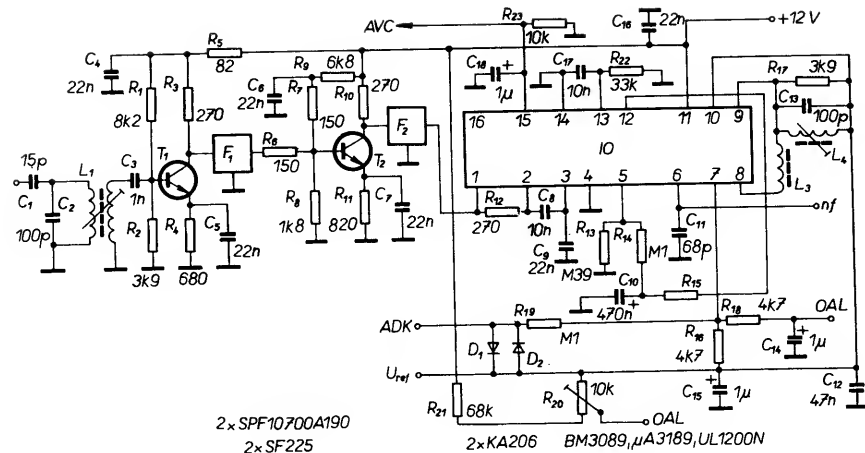 AVC R23 10k C16 22n +12V
C4 22n R5 82 R9 6k8 C18 + 1µ C17 10n R22 33k R17 3k9
R1 8k2 R3 270 C6 22n R7 150 R10 270 C13 100p
16 15 14 13 12 11 10 9
15p C1 L1 C3 1n T1 F1 R6 150 T2 F2 IO L4
C2 100p 1 2 3 4 5 6 7 8 L3
R12 270 C8 10n nf
R2 3k9 R4 680 C5 22n R8 1k8 R11 820 C7 22n C9 22n R13 M39 R14 M1 C11 68p
C10 470n + R15
ADK R19 M1 R18 4k7 OAL
D1 D2 R16 4k7 C14 + 1µ
Uref R21 68k R20 10k C15 + 1µ C12 47n
OAL
2×SPF10700A190
2×SF225 2×KA206 BM3089, µA3189, UL1200N